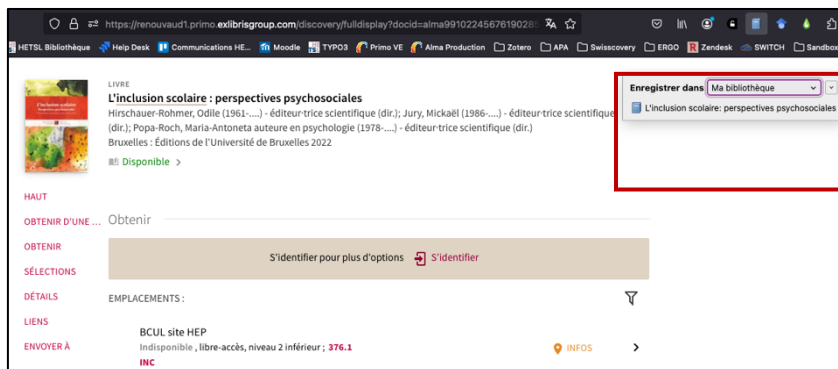 https://renouvaud1.primo.exlibrisgroup.com/discovery/fulldisplay?docid=alma991022456761902
HETSL Bibliothèque Help Desk Communications HE... Moodle TYPO3 Primo VE Alma Production Zotero APA Swisscovery ERGO Zendesk SWITCH Sandbox
Enregistrer dans Ma bibliothèque
L'inclusion scolaire: perspectives psychosociales
LIVRE
L'inclusion scolaire : perspectives psychosociales
Hirschauer-Rohmer, Odile (1961-....) - éditeur·trice scientifique (dir.); Jury, Mickaël (1986-....) - éditeur·trice scientifique
(dir.); Popa-Roch, Maria-Antoneta auteure en psychologie (1978-....) - éditeur·trice scientifique (dir.)
Bruxelles : Éditions de l'Université de Bruxelles 2022
Disponible
HAUT
OBTENIR D'UNE ...
OBTENIR
SÉLECTIONS
DÉTAILS
LIENS
ENVOYER À
Obtenir
S'identifier pour plus d'options S'identifier
EMPLACEMENTS :
BCUL site HEP
Indisponible , libre-accès, niveau 2 inférieur ; 376.1
INC
INFOS